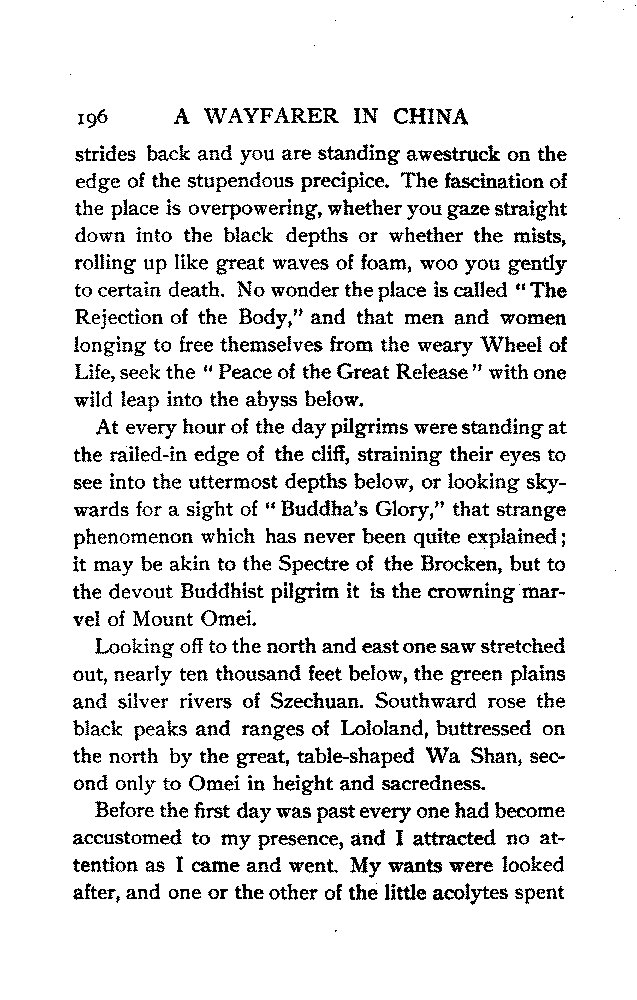 196 A WAYFARER IN CHINA
strides back and you are standing awestruck on the
edge of the stupendous precipice. The fascination of
the place is overpowering, whether you gaze straight
down into the black depths or whether the mists,
rolling up like great waves of foam, woo you gently
to certain death. No wonder the place is called “The
Rejection of the Body,” and that men and women
longing to free themselves from the weary Wheel of
Life, seek the “Peace of the Great Release” with one
wild leap into the abyss below.
At every hour of the day pilgrims were standing at
the railed-in edge of the cliff, straining their eyes to
see into the uttermost depths below, or looking sky-
wards for a sight of “Buddha's Glory,” that strange
phenomenon which has never been quite explained;
it may be akin to the Spectre of the Brocken, but to
the devout Buddhist pilgrim it is the crowning mar-
vel of Mount Omei.
Looking off to the north and east one saw stretched
out, nearly ten thousand feet below, the green plains
and silver rivers of Szechuan. Southward rose the
black peaks and ranges of Lololand, buttressed on
the north by the great, table-shaped Wa Shan, sec-
ond only to Omei in height and sacredness.
Before the first day was past every one had become
accustomed to my presence, and I attracted no at-
tention as I came and went. My wants were looked
after, and one or the other of the little acolytes spent